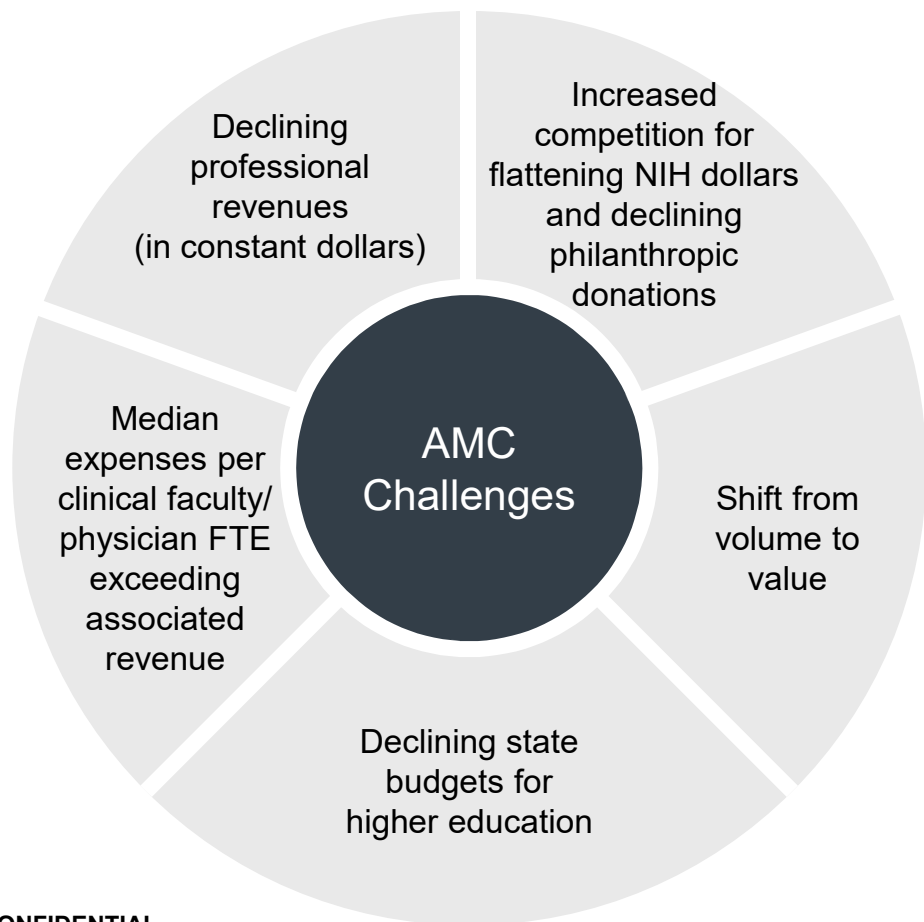 Declining
professional
revenues
(in constant dollars)
Increased
competition for
flattening NIH dollars
and declining
philanthropic
donations
Median
expenses per
clinical faculty/
physician FTE
exceeding
associated
revenue
AMC
Challenges
Shift from
volume to
value
Declining state
budgets for
higher education